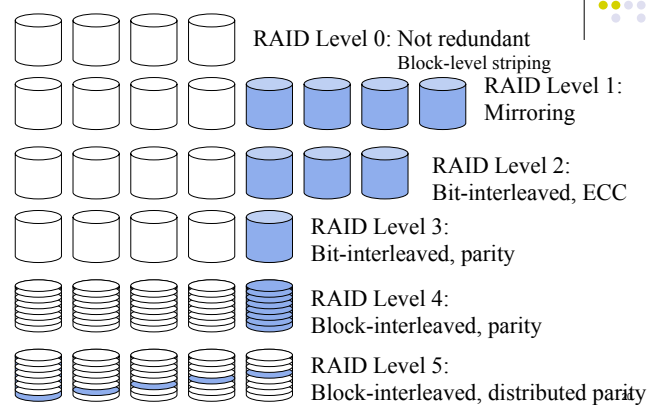 RAID Level 0: Not redundant
Block-level striping
RAID Level 1:
Mirroring
RAID Level 2:
Bit-interleaved, ECC
RAID Level 3:
Bit-interleaved, parity
RAID Level 4:
Block-interleaved, parity
RAID Level 5:
Block-interleaved, distributed parity